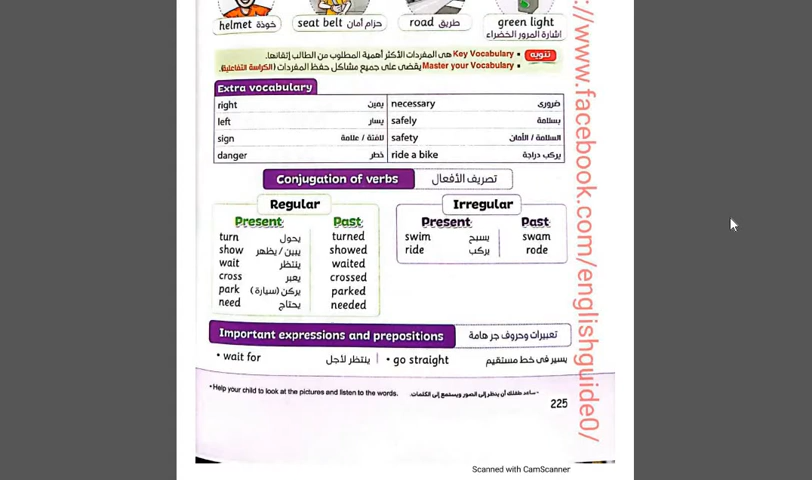 helmet خوذة
seat belt حزام أمان
road طريق
green light
اشارة المرور الخضراء
تنويه
• Key Vocabulary هى المفردات الأكثر أهمية المطلوب من الطالب إتقانها.
• Master your Vocabulary يقضى على جميع مشاكل حفظ المفردات (الكراسة التفاعلية).
Extra vocabulary
right يمين necessary ضرورى
left يسار safely بسلامة
sign لافتة / علامة safety السلامة / الأمان
danger خطر ride a bike يركب دراجة
Conjugation of verbs تصريف الأفعال
Regular
Present Past
turn يحول turned
show يبين / يظهر showed
wait ينتظر waited
cross يعبر crossed
park يركن (سيارة) parked
need يحتاج needed
Irregular
Present Past
swim يسبح swam
ride يركب rode
Important expressions and prepositions تعبيرات وحروف جر هامة
• wait for ينتظر لأجل • go straight يسير فى خط مستقيم
• Help your child to look at the pictures and listen to the words. - ساعد طفلك أن ينظر إلى الصور ويستمع إلى الكلمات.
225
://www.facebook.com/englishguide0/
Scanned with CamScanner